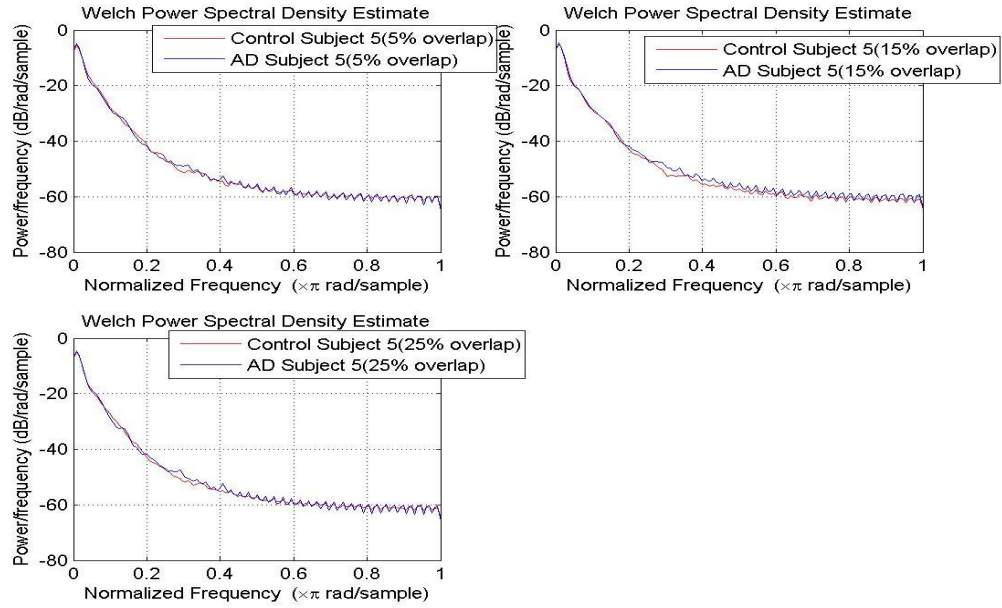 Welch Power Spectral Density Estimate
Control Subject 5(5% overlap)
AD Subject 5(5% overlap)
Power/frequency (dB/rad/sample)
0
-20
-40
-60
-80
0 0.2 0.4 0.6 0.8 1
Normalized Frequency (×π rad/sample)
Welch Power Spectral Density Estimate
Control Subject 5(15% overlap)
AD Subject 5(15% overlap)
Power/frequency (dB/rad/sample)
0
-20
-40
-60
-80
0 0.2 0.4 0.6 0.8 1
Normalized Frequency (×π rad/sample)
Welch Power Spectral Density Estimate
Control Subject 5(25% overlap)
AD Subject 5(25% overlap)
Power/frequency (dB/rad/sample)
0
-20
-40
-60
-80
0 0.2 0.4 0.6 0.8 1
Normalized Frequency (×π rad/sample)